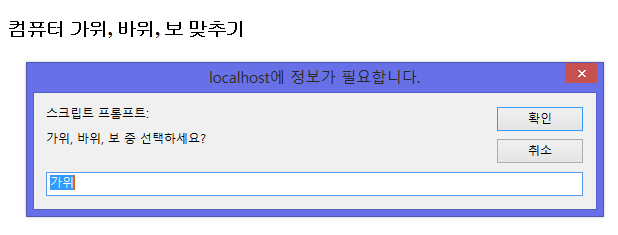 컴퓨터 가위, 바위, 보 맞추기
localhost에 정보가 필요합니다.
스크립트 프롬프트:
확인
가위, 바위, 보 중 선택하세요?
취소
가위